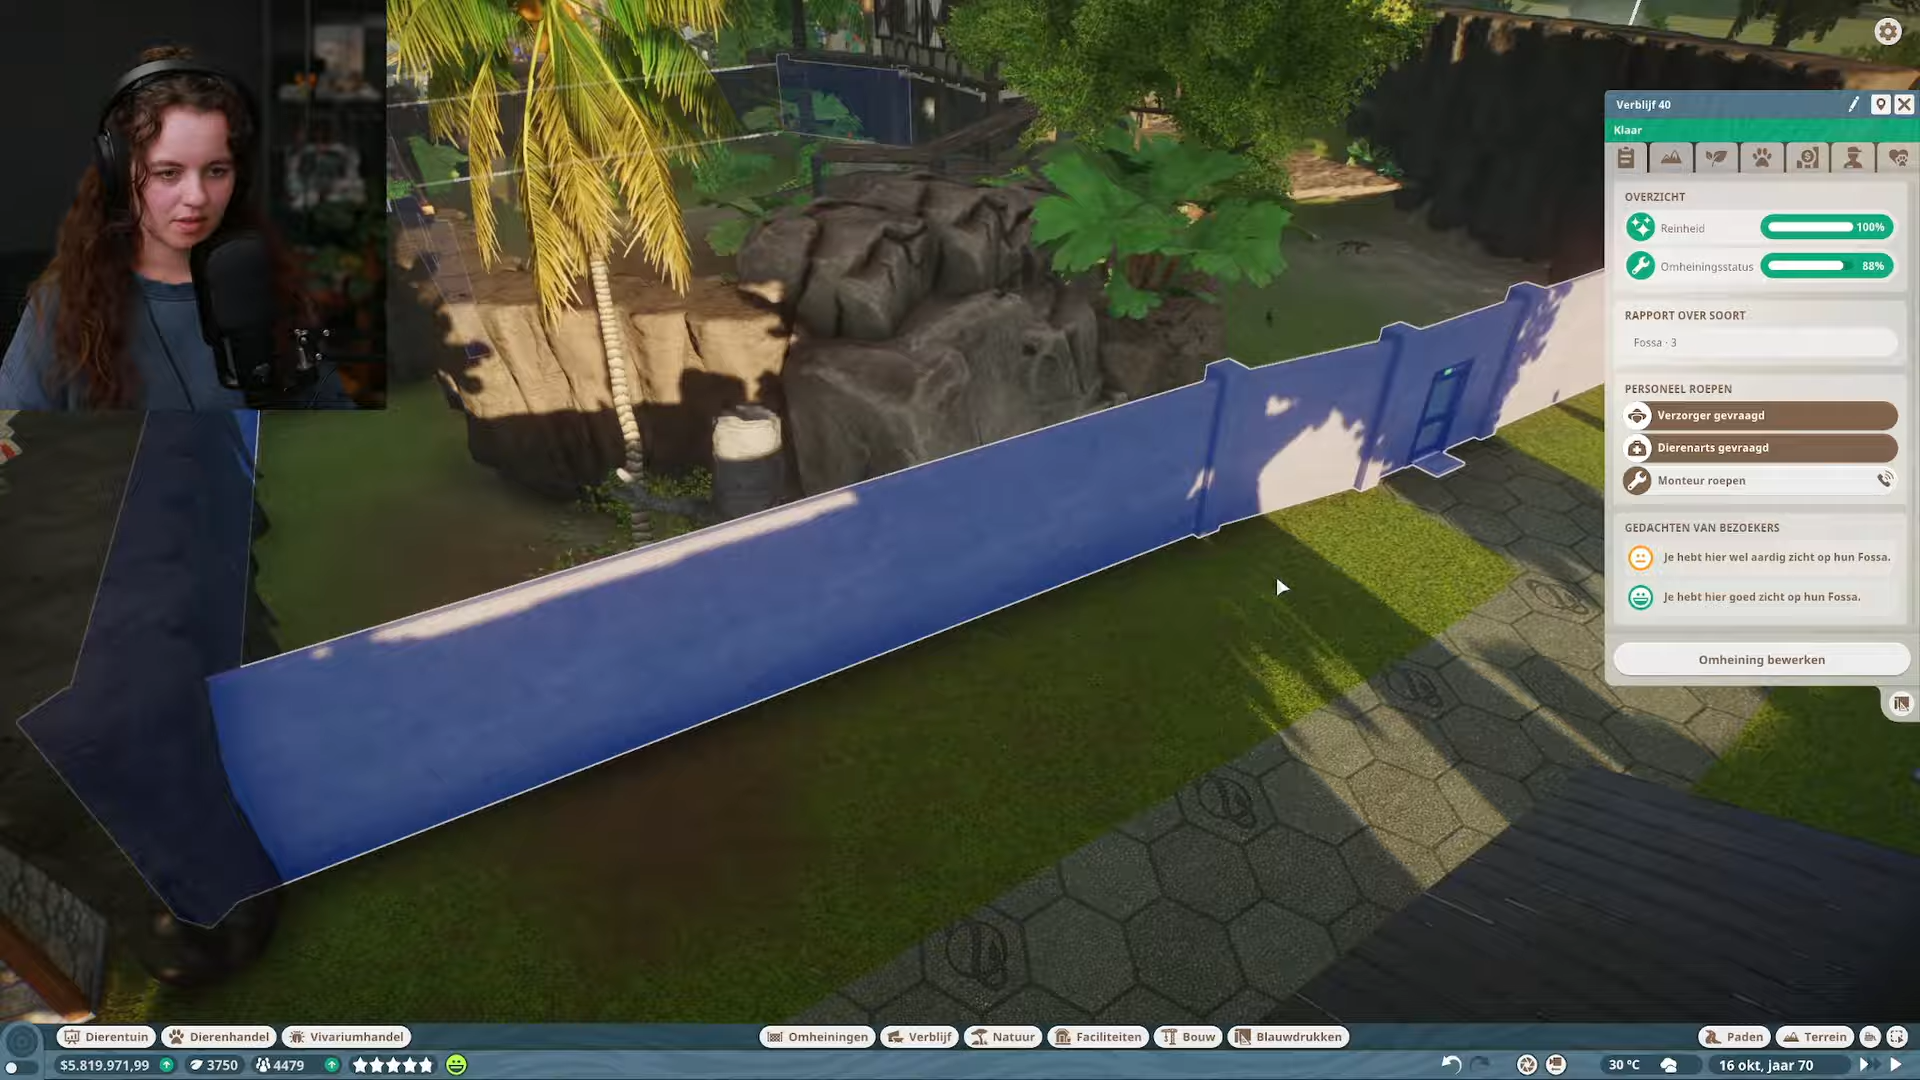 Verblijf 40
Klaar
OVERZICHT
Reinheid 100%
Omheiningsstatus 88%
RAPPORT OVER SOORT
Fossa · 3
PERSONEEL ROEPEN
Verzorger gevraagd
Dierenarts gevraagd
Monteur roepen
GEDACHTEN VAN BEZOEKERS
Je hebt hier wel aardig zicht op hun Fossa.
Je hebt hier goed zicht op hun Fossa.
Omheining bewerken
Dierentuin Dierenhandel Vivariumhandel Omheiningen Verblijf Natuur Faciliteiten Bouw Blauwdrukken Paden Terrein
$5.819.971,99 3750 4479 30 °C 16 okt, jaar 70